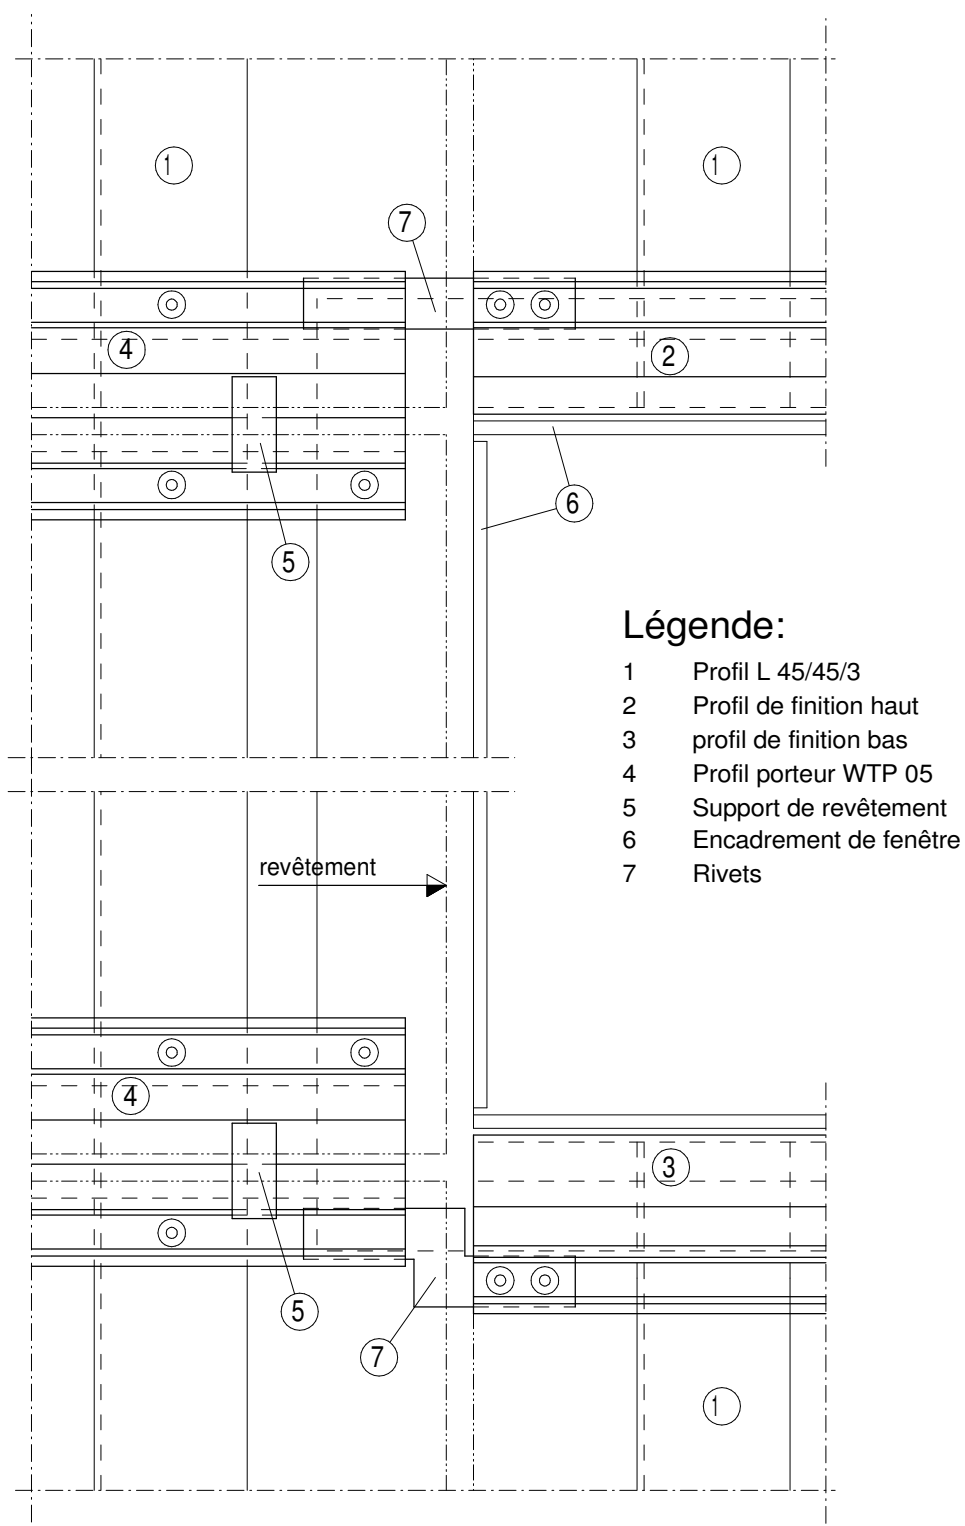 1
1
7
4
2
6
5
Légende:
1 Profil L 45/45/3
2 Profil de finition haut
3 profil de finition bas
4 Profil porteur WTP 05
5 Support de revêtement
6 Encadrement de fenêtre
7 Rivets
revêtement
4
3
5
7
1